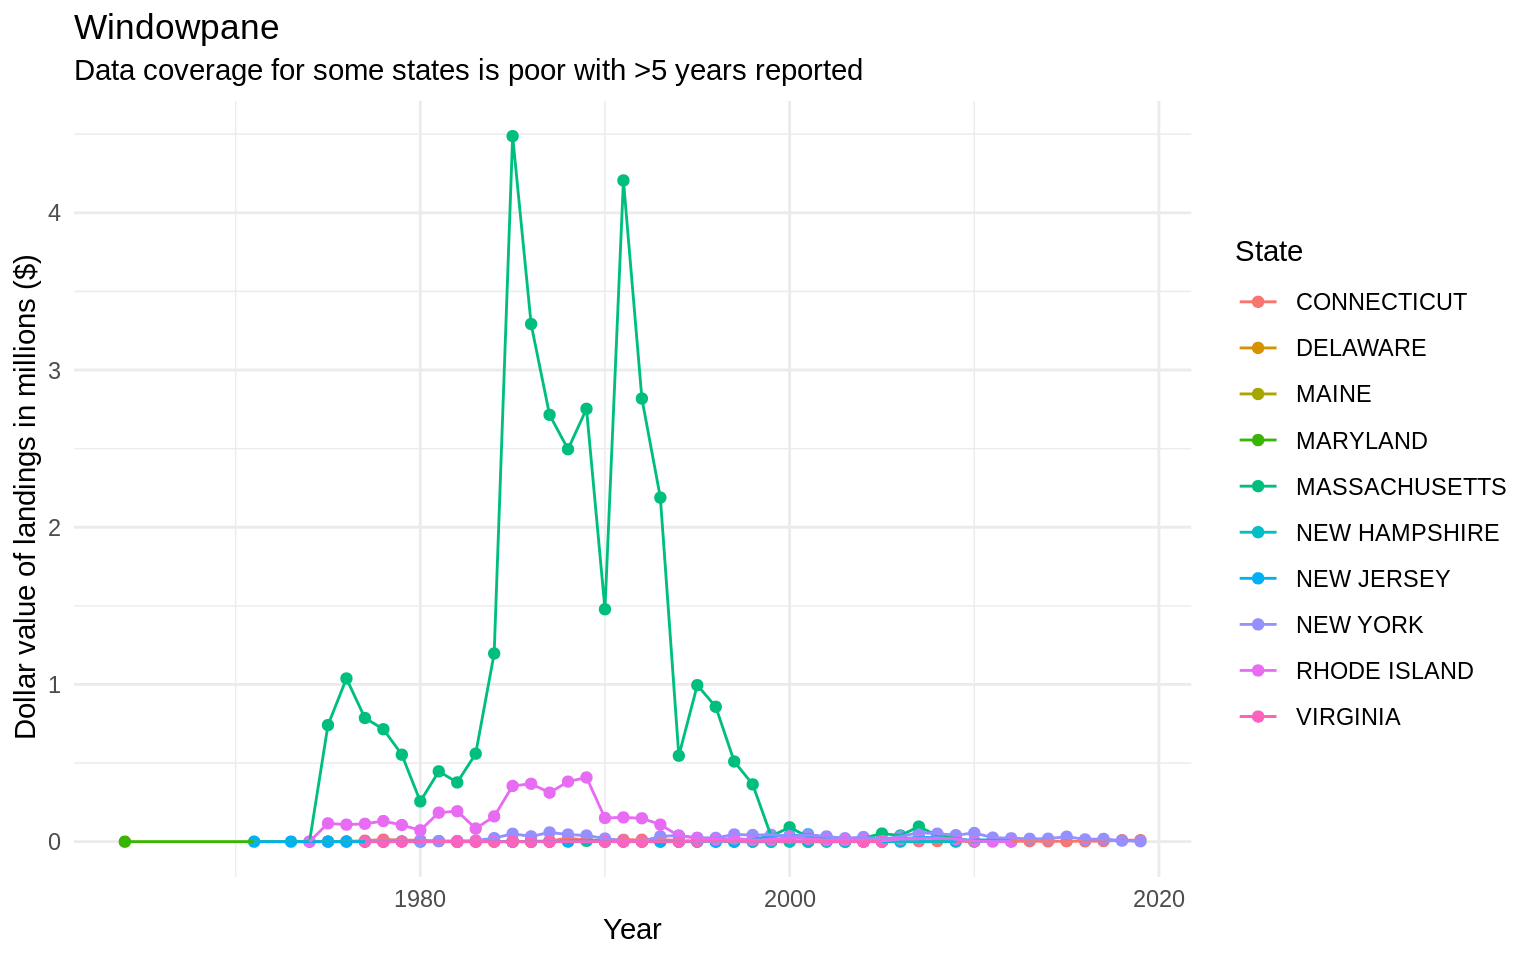 Windowpane
Data coverage for some states is poor with >5 years reported
Dollar value of landings in millions ($)
4
3
2
1
0
1980
2000
2020
Year
State
CONNECTICUT
DELAWARE
MAINE
MARYLAND
MASSACHUSETTS
NEW HAMPSHIRE
NEW JERSEY
NEW YORK
RHODE ISLAND
VIRGINIA